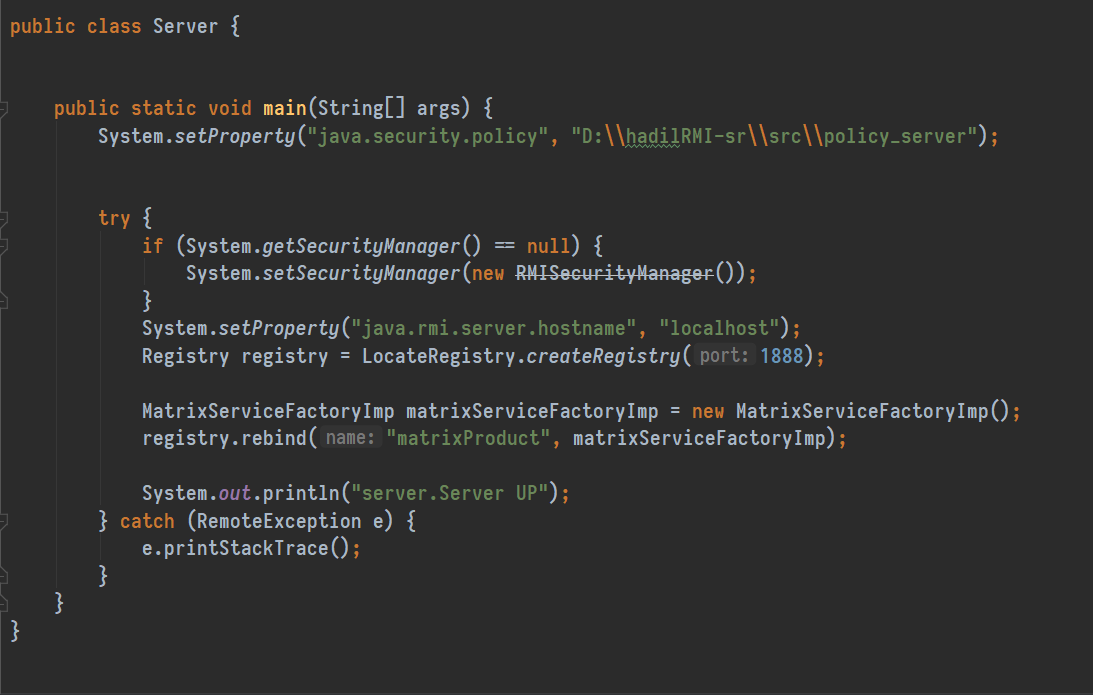 public class Server {
public static void main(String[] args) {
System.setProperty("java.security.policy", "D:\\hadilRMI-sr\\src\\policy_server");
try {
if (System.getSecurityManager() == null) {
System.setSecurityManager(new RMISecurityManager());
}
System.setProperty("java.rmi.server.hostname", "localhost");
Registry registry = LocateRegistry.createRegistry( port: 1888);
MatrixServiceFactoryImp matrixServiceFactoryImp = new MatrixServiceFactoryImp();
registry.rebind( name: "matrixProduct", matrixServiceFactoryImp);
System.out.println("server.Server UP");
} catch (RemoteException e) {
e.printStackTrace();
}
}
}